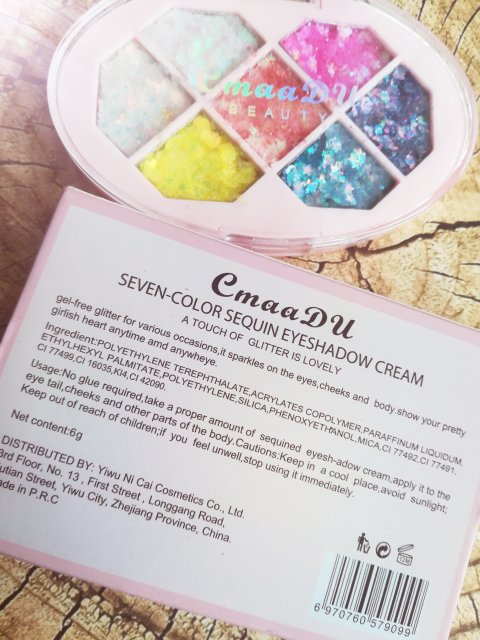 CmaaDU
BEAUTY
CmaaDU
SEVEN-COLOR SEQUIN EYESHADOW CREAM
A TOUCH OF GLITTER IS LOVELY
gel-free glitter for various occasions,it sparkles on the eyes,cheeks and body.show your pretty
girlish heart anytime amd anywheye.
Ingredient:POLYETHYLENE TEREPHTHALATE,ACRYLATES COPOLYMER,PARAFFINUM LIQUIDUM.
ETHYLHEXYL PALMITATE,POLYETHYLENE,SILICA,PHENOXYETHANOL,MICA.CI 77492,CI 77491.
CI 77499,CI 16035,KIA,CI 42090.
Usage:No glue required,take a proper amount of sequined eyesh-adow cream,apply it to the
eye tail,cheeks and other parts of the body.Cautions:Keep in a cool place.avoid sunlight;
Keep out of reach of children;if you feel unwell,stop using it immediately.
Net content:6g
DISTRIBUTED BY: Yiwu Ni Cai Cosmetics Co., Ltd.
3rd Floor, No. 13 , First Street , Longgang Road,
utian Street, Yiwu City, Zhejiang Province, China.
ade in P.R.C
12M
6 970760 579099